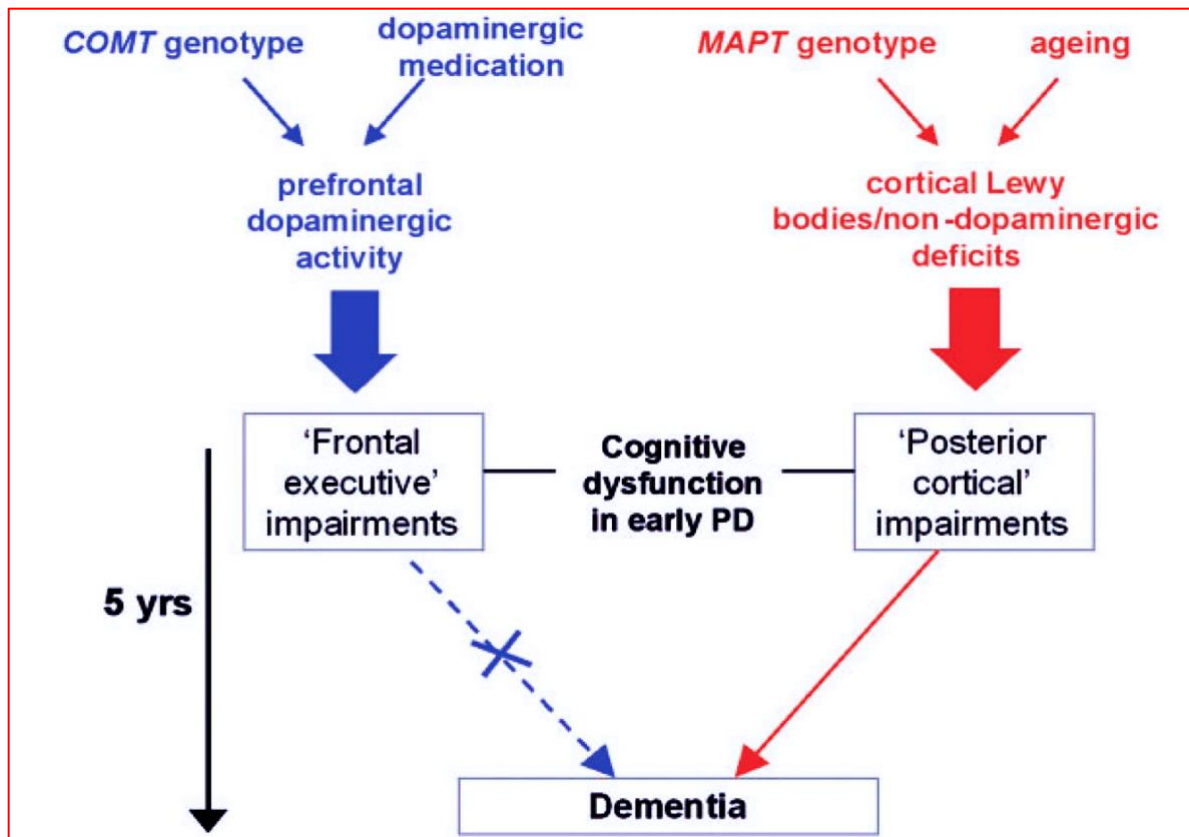 COMT genotype
dopaminergic
medication
MAPT genotype
ageing
prefrontal
dopaminergic
activity
cortical Lewy
bodies/non-dopaminergic
deficits
‘Frontal
executive’
impairments
Cognitive
dysfunction
in early PD
‘Posterior
cortical’
impairments
5 yrs
Dementia